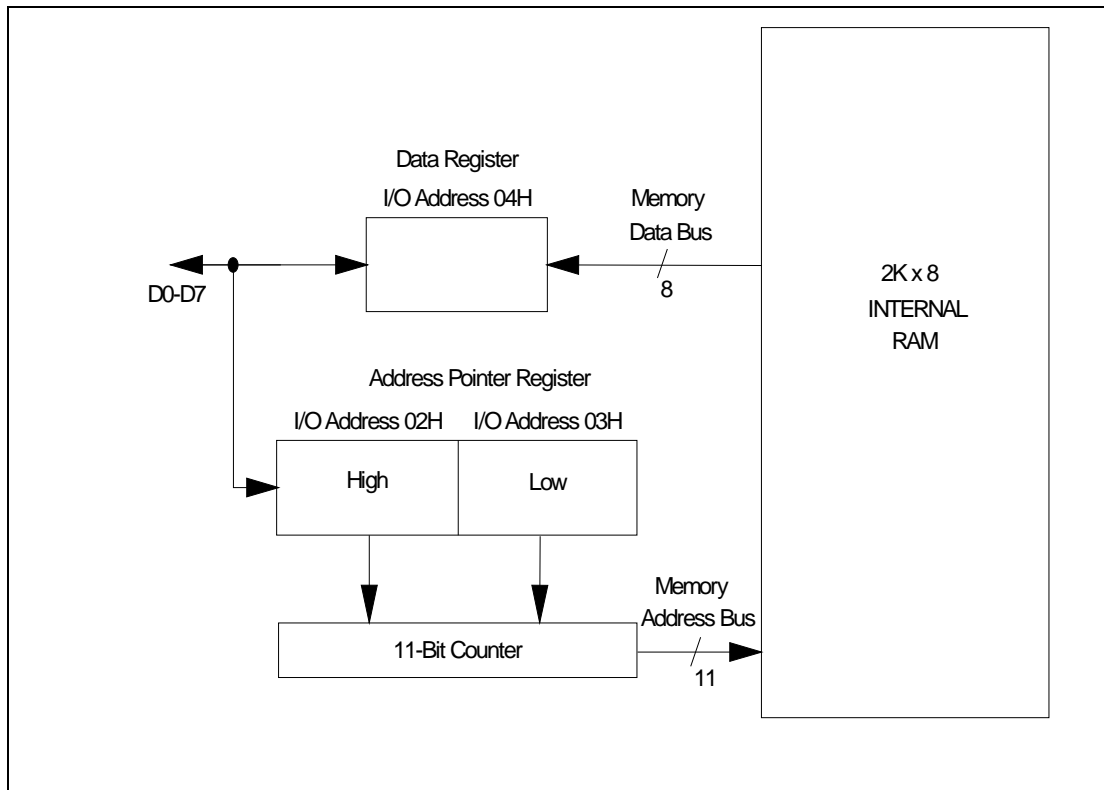 Data Register
I/O Address 04H
Memory
Data Bus
8
D0-D7
2K x 8
INTERNAL
RAM
Address Pointer Register
I/O Address 02H
I/O Address 03H
High
Low
11-Bit Counter
Memory
Address Bus
11